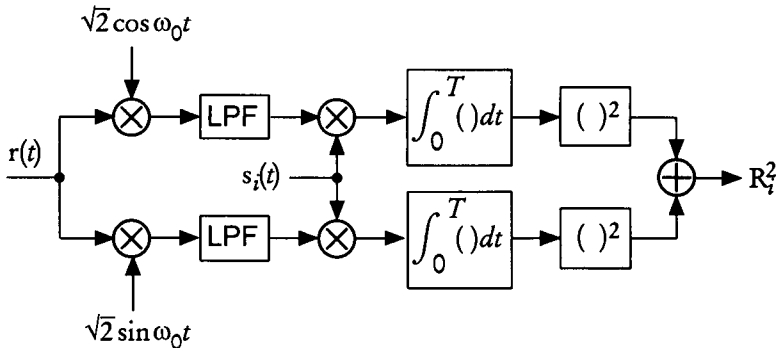 √2 cos ω₀t
LPF
∫₀ᵀ ( ) dt
( )²
r(t)
sᵢ(t)
Rᵢ²
LPF
∫₀ᵀ ( ) dt
( )²
√2 sin ω₀t